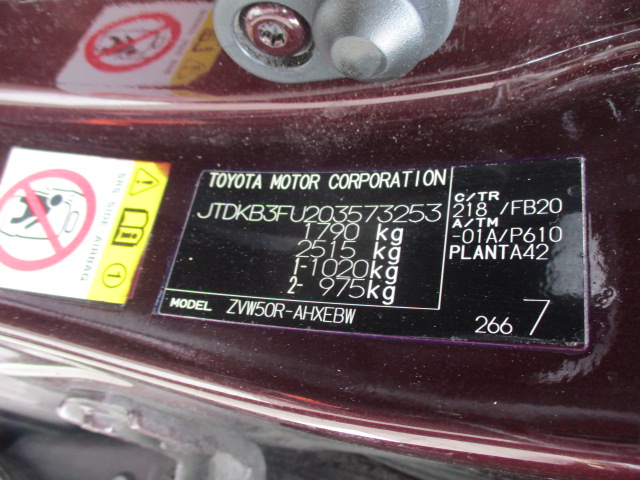 TOYOTA MOTOR CORPORATION
JTDKB3FU203573253
1790 kg
2515 kg
1-1020kg
2- 975kg
MODEL ZVW50R-AHXEBW
C/TR
218 /FB20
A/TM
-01A/P610
PLANTA42
266 7
SRS SIDE AIRBAG
1